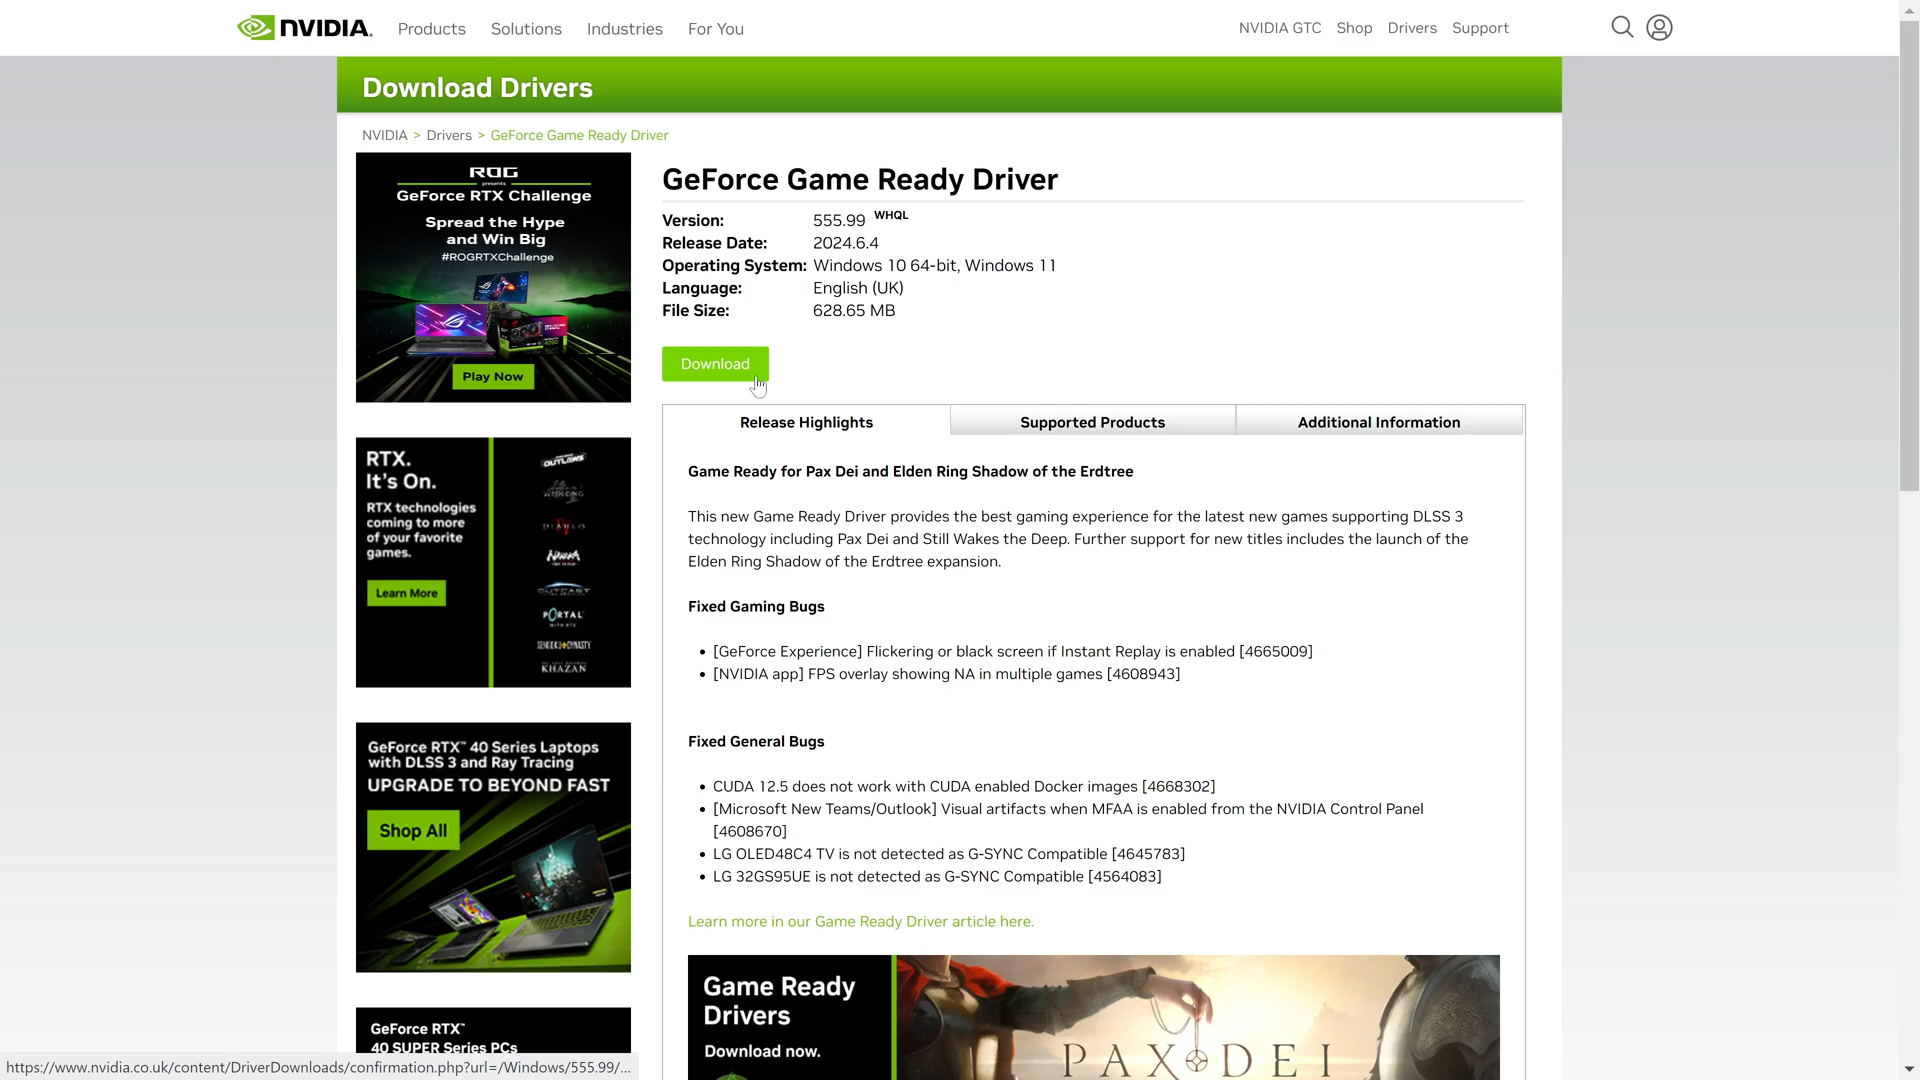 NVIDIA.
Products Solutions Industries For You
NVIDIA GTC Shop Drivers Support
Download Drivers
NVIDIA > Drivers > GeForce Game Ready Driver
ROG
presents
GeForce RTX Challenge
Spread the Hype
and Win Big
#ROGRTXChallenge
Play Now
RTX.
It's On.
RTX technologies
coming to more
of your favorite
games.
Learn More
OUTLAWS
WUKONG
DIABLO
NARAKA
OUTCAST
PORTAL
WITH RTX
SENGOKU DYNASTY
KHAZAN
GeForce RTX™ 40 Series Laptops
with DLSS 3 and Ray Tracing
UPGRADE TO BEYOND FAST
Shop All
GeForce RTX™
40 SUPER Series PCs
GeForce Game Ready Driver
Version: 555.99 WHQL
Release Date: 2024.6.4
Operating System: Windows 10 64-bit, Windows 11
Language: English (UK)
File Size: 628.65 MB
Download
Release Highlights Supported Products Additional Information
Game Ready for Pax Dei and Elden Ring Shadow of the Erdtree
This new Game Ready Driver provides the best gaming experience for the latest new games supporting DLSS 3
technology including Pax Dei and Still Wakes the Deep. Further support for new titles includes the launch of the
Elden Ring Shadow of the Erdtree expansion.
Fixed Gaming Bugs
• [GeForce Experience] Flickering or black screen if Instant Replay is enabled [4665009]
• [NVIDIA app] FPS overlay showing NA in multiple games [4608943]
Fixed General Bugs
• CUDA 12.5 does not work with CUDA enabled Docker images [4668302]
• [Microsoft New Teams/Outlook] Visual artifacts when MFAA is enabled from the NVIDIA Control Panel
[4608670]
• LG OLED48C4 TV is not detected as G-SYNC Compatible [4645783]
• LG 32GS95UE is not detected as G-SYNC Compatible [4564083]
Learn more in our Game Ready Driver article here.
Game Ready
Drivers
Download now.
PAX DEI
https://www.nvidia.co.uk/content/DriverDownloads/confirmation.php?url=/Windows/555.99/...